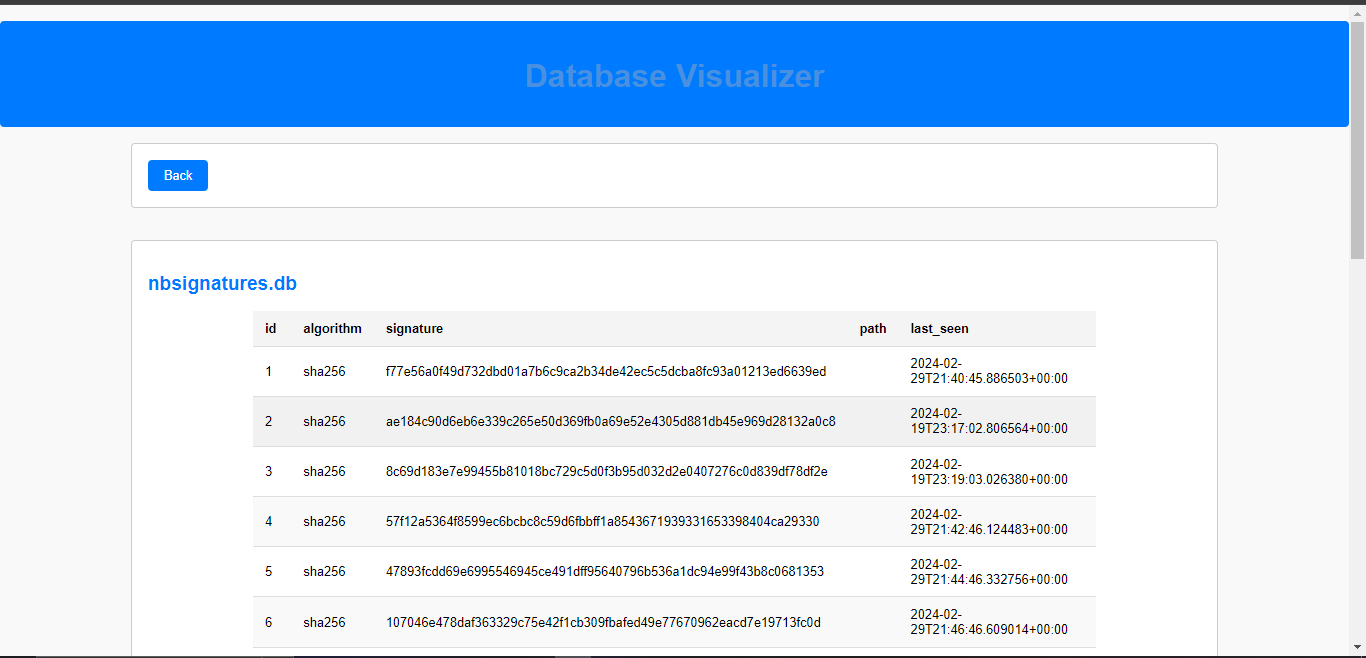 Database Visualizer
Back
nbsignatures.db
id algorithm signature path last_seen
1 sha256 f77e56a0f49d732dbd01a7b6c9ca2b34de42ec5c5dcba8fc93a01213ed6639ed 2024-02-
29T21:40:45.886503+00:00
2 sha256 ae184c90d6eb6e339c265e50d369fb0a69e52e4305d881db45e969d28132a0c8 2024-02-
19T23:17:02.806564+00:00
3 sha256 8c69d183e7e99455b81018bc729c5d0f3b95d032d2e0407276c0d839df78df2e 2024-02-
19T23:19:03.026380+00:00
4 sha256 57f12a5364f8599ec6bcbc8c59d6fbbff1a8543671939331653398404ca29330 2024-02-
29T21:42:46.124483+00:00
5 sha256 47893fcdd69e6995546945ce491dff95640796b536a1dc94e99f43b8c0681353 2024-02-
29T21:44:46.332756+00:00
6 sha256 107046e478daf363329c75e42f1cb309fbafed49e77670962eacd7e19713fc0d 2024-02-
29T21:46:46.609014+00:00